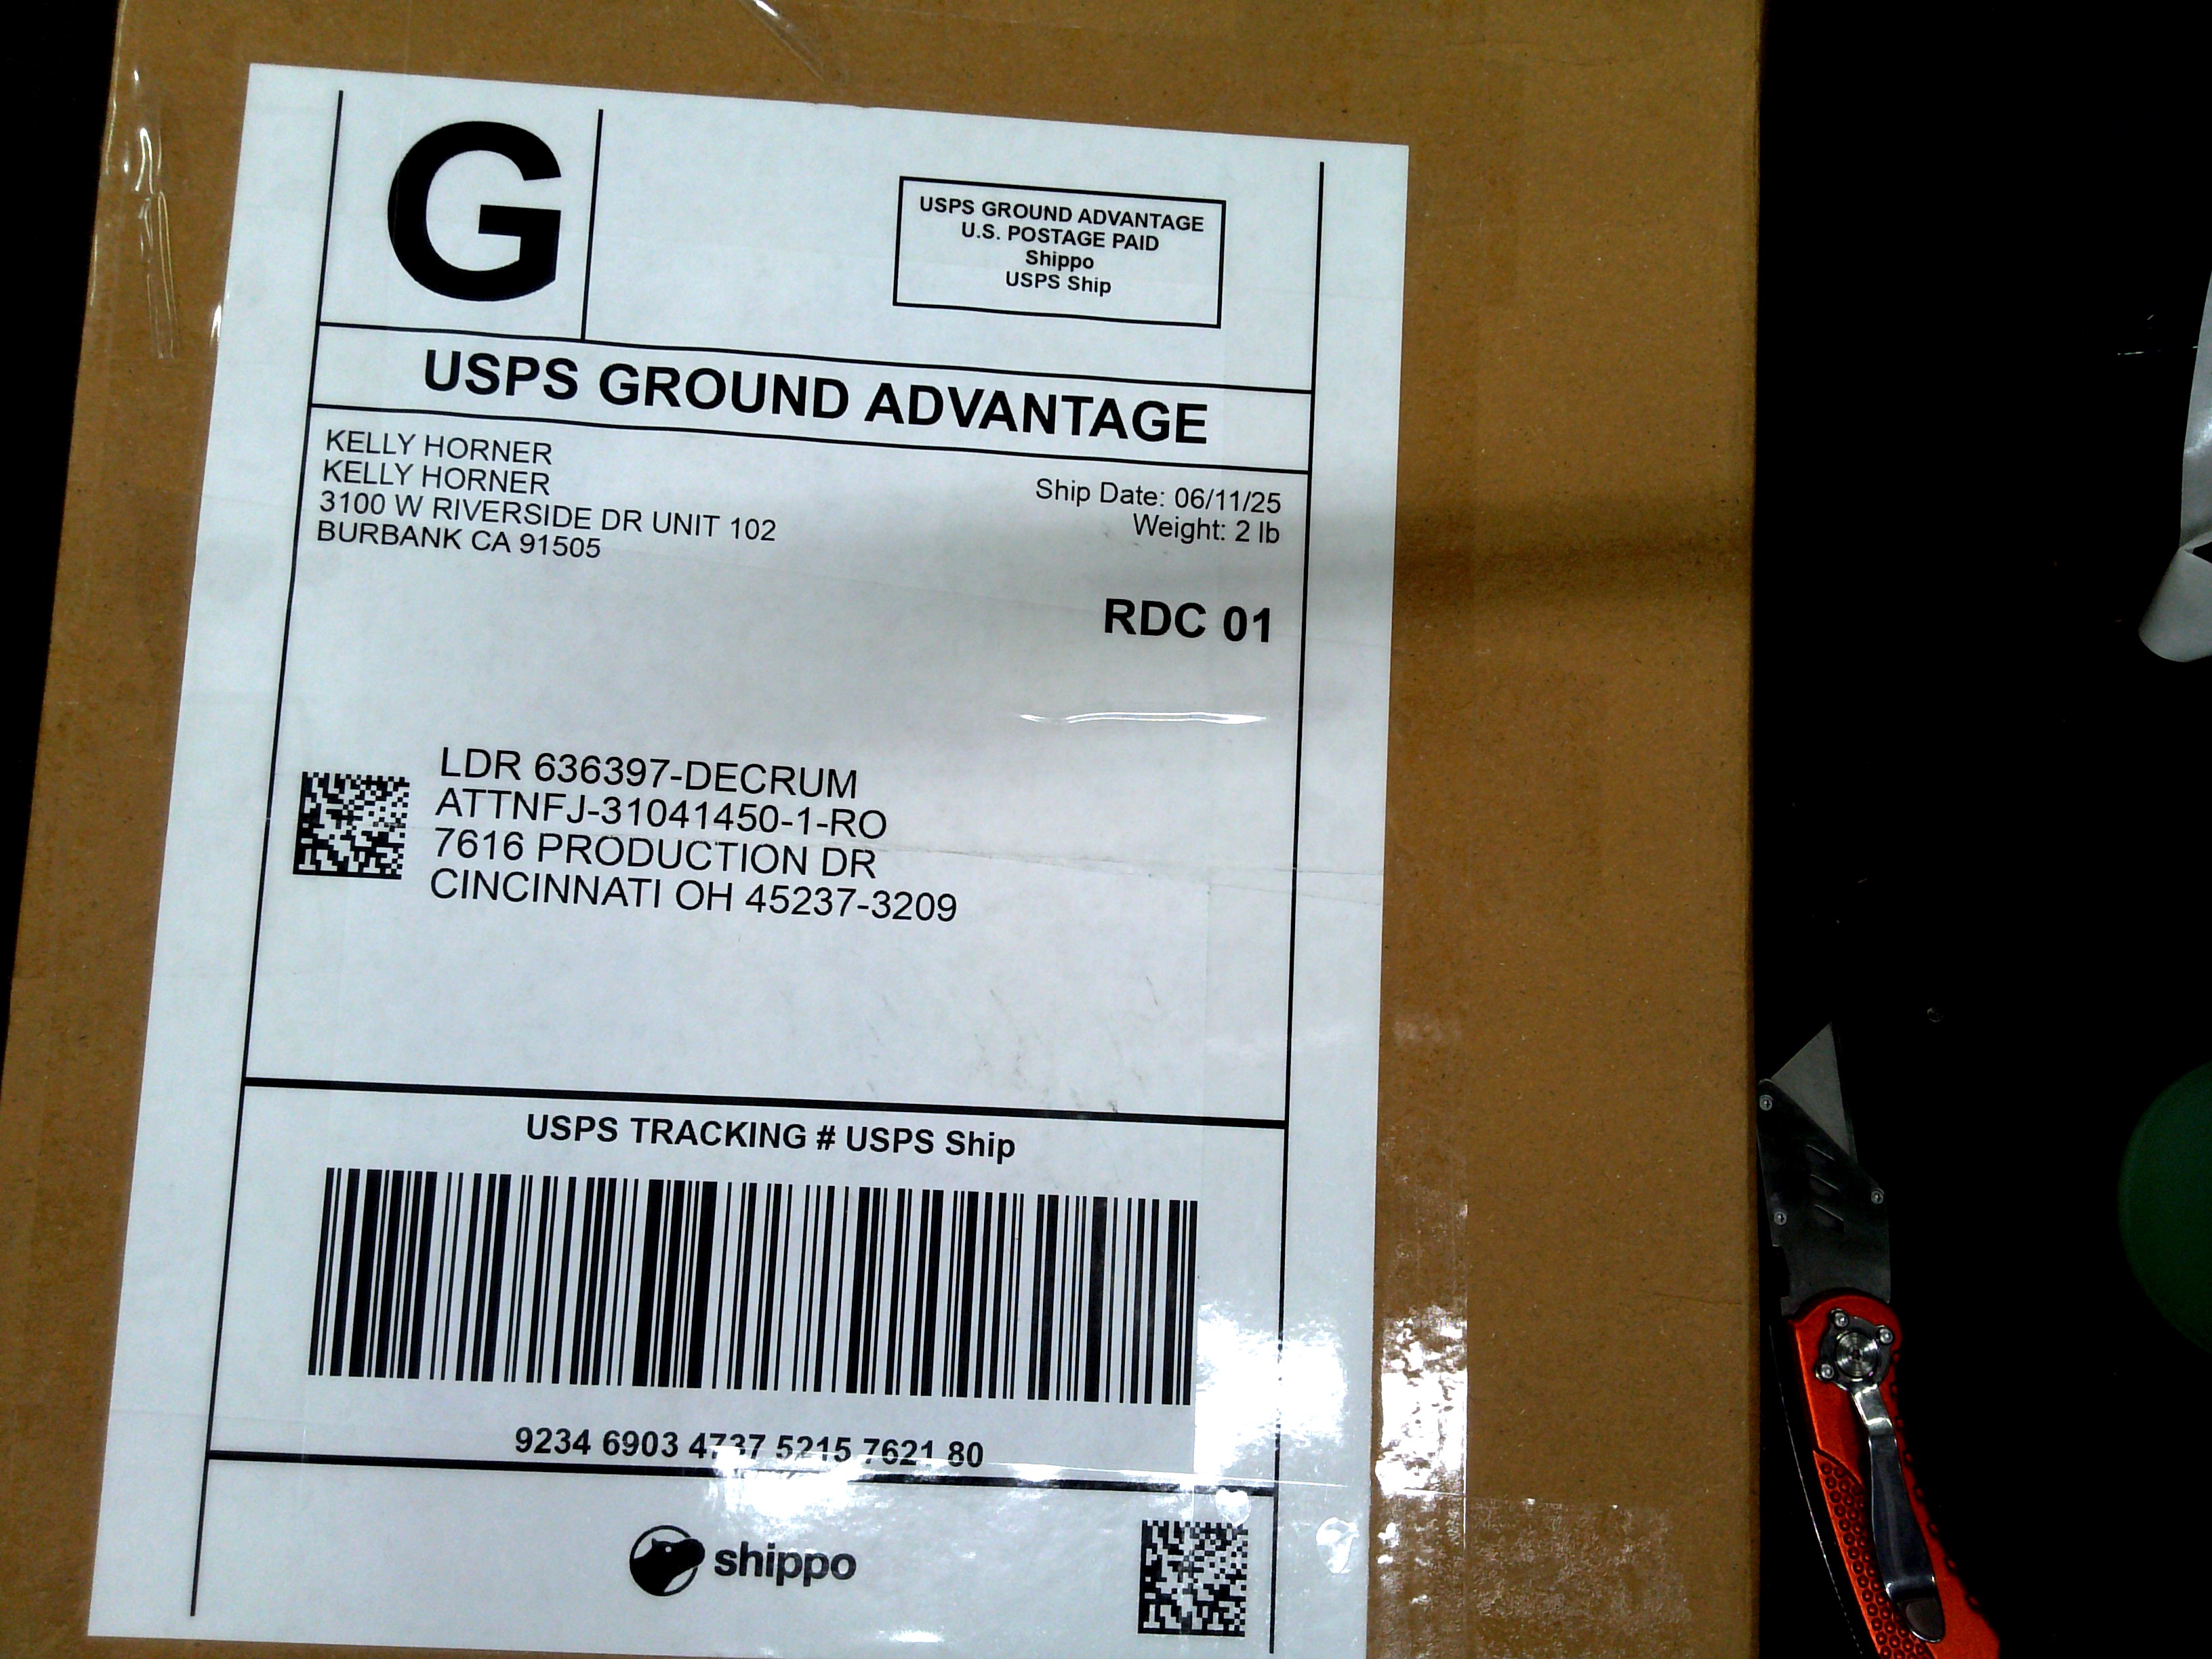 G
USPS GROUND ADVANTAGE
U.S. POSTAGE PAID
Shippo
USPS Ship
USPS GROUND ADVANTAGE
KELLY HORNER
KELLY HORNER
3100 W RIVERSIDE DR UNIT 102
BURBANK CA 91505
Ship Date: 06/11/25
Weight: 2 lb
RDC 01
LDR 636397-DECRUM
ATTNFJ-31041450-1-RO
7616 PRODUCTION DR
CINCINNATI OH 45237-3209
USPS TRACKING # USPS Ship
9234 6903 4737 5215 7621 80
shippo